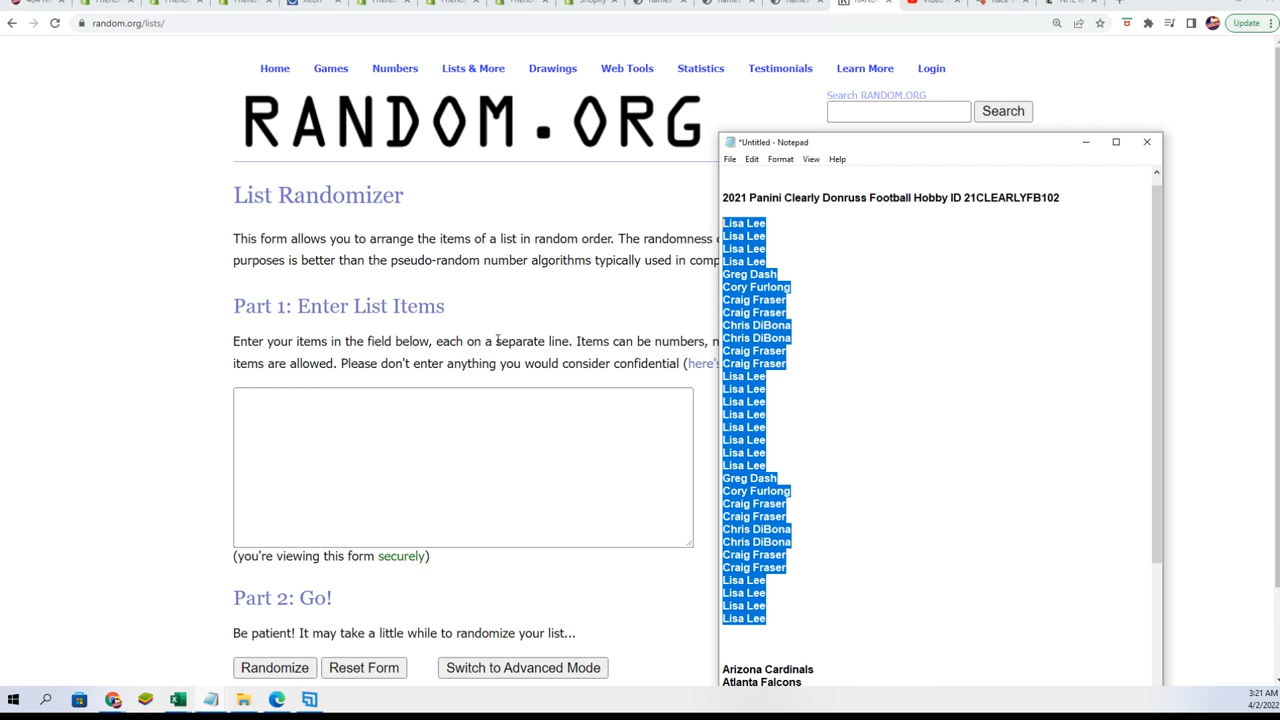 random.org/lists/
Update
Home Games Numbers Lists & More Drawings Web Tools Statistics Testimonials Learn More Login
RANDOM.ORG
Search RANDOM.ORG
Search
*Untitled - Notepad
File Edit Format View Help
List Randomizer
This form allows you to arrange the items of a list in random order. The randomness
purposes is better than the pseudo-random number algorithms typically used in
Part 1: Enter List Items
Enter your items in the field below, each on a separate line. Items can be numbers,
items are allowed. Please don't enter anything you would consider confidential (here's
(you're viewing this form securely)
Part 2: Go!
Be patient! It may take a little while to randomize your list...
Randomize Reset Form Switch to Advanced Mode
2021 Panini Clearly Donruss Football Hobby ID 21CLEARLYFB102
Lisa Lee
Lisa Lee
Lisa Lee
Lisa Lee
Greg Dash
Cory Furlong
Craig Fraser
Craig Fraser
Chris DiBona
Chris DiBona
Craig Fraser
Craig Fraser
Lisa Lee
Lisa Lee
Lisa Lee
Lisa Lee
Lisa Lee
Lisa Lee
Lisa Lee
Lisa Lee
Greg Dash
Cory Furlong
Craig Fraser
Craig Fraser
Chris DiBona
Chris DiBona
Craig Fraser
Craig Fraser
Lisa Lee
Lisa Lee
Lisa Lee
Lisa Lee
Arizona Cardinals
Atlanta Falcons
3:21 AM
4/2/2022